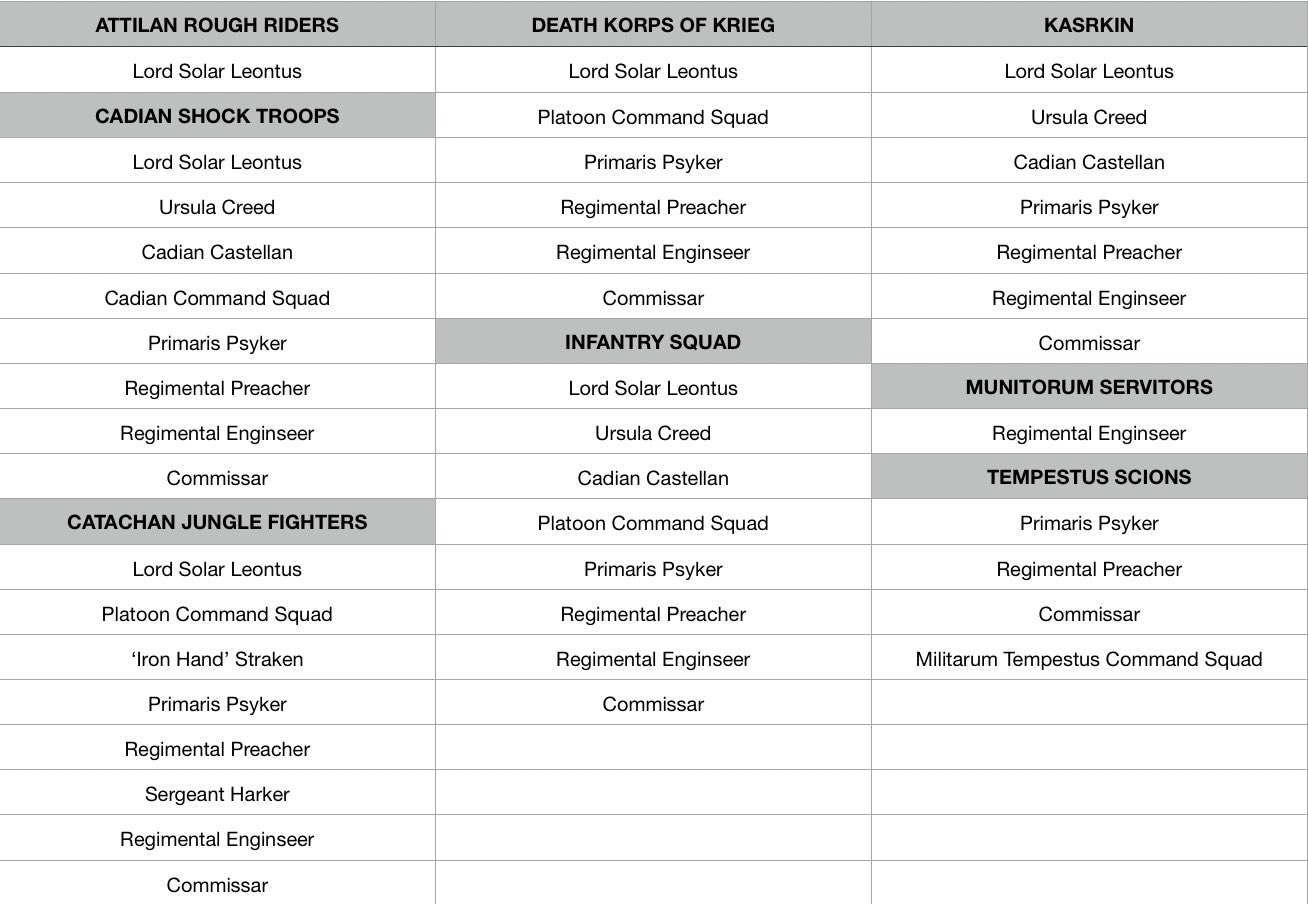 ATTILAN ROUGH RIDERS
Lord Solar Leontus
CADIAN SHOCK TROOPS
Lord Solar Leontus
Ursula Creed
Cadian Castellan
Cadian Command Squad
Primaris Psyker
Regimental Preacher
Regimental Enginseer
Commissar
CATACHAN JUNGLE FIGHTERS
Lord Solar Leontus
Platoon Command Squad
‘Iron Hand’ Straken
Primaris Psyker
Regimental Preacher
Sergeant Harker
Regimental Enginseer
Commissar
DEATH KORPS OF KRIEG
Lord Solar Leontus
Platoon Command Squad
Primaris Psyker
Regimental Preacher
Regimental Enginseer
Commissar
INFANTRY SQUAD
Lord Solar Leontus
Ursula Creed
Cadian Castellan
Platoon Command Squad
Primaris Psyker
Regimental Preacher
Regimental Enginseer
Commissar
KASRKIN
Lord Solar Leontus
Ursula Creed
Cadian Castellan
Primaris Psyker
Regimental Preacher
Regimental Enginseer
Commissar
MUNITORUM SERVITORS
Regimental Enginseer
TEMPESTUS SCIONS
Primaris Psyker
Regimental Preacher
Commissar
Militarum Tempestus Command Squad